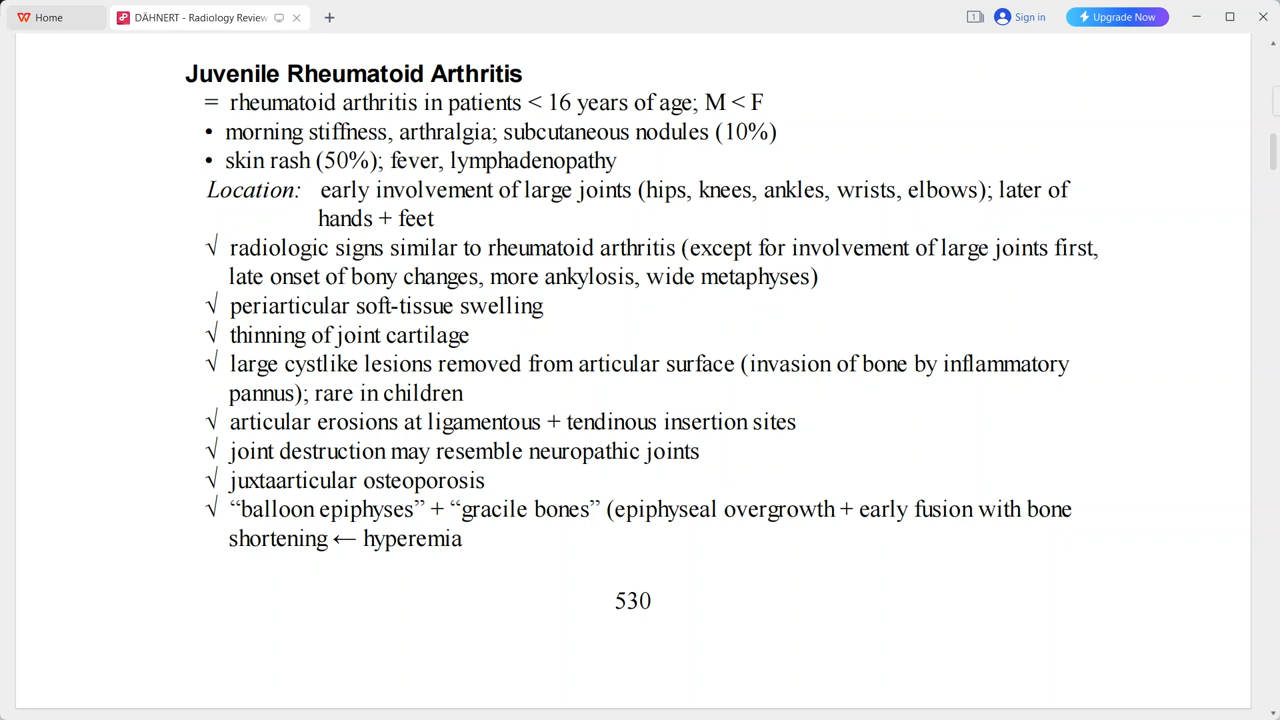 Home
DÄHNERT - Radiology Review
1
Sign in
Upgrade Now
Juvenile Rheumatoid Arthritis
= rheumatoid arthritis in patients < 16 years of age; M < F
• morning stiffness, arthralgia; subcutaneous nodules (10%)
• skin rash (50%); fever, lymphadenopathy
Location: early involvement of large joints (hips, knees, ankles, wrists, elbows); later of
hands + feet
√ radiologic signs similar to rheumatoid arthritis (except for involvement of large joints first,
late onset of bony changes, more ankylosis, wide metaphyses)
√ periarticular soft-tissue swelling
√ thinning of joint cartilage
√ large cystlike lesions removed from articular surface (invasion of bone by inflammatory
pannus); rare in children
√ articular erosions at ligamentous + tendinous insertion sites
√ joint destruction may resemble neuropathic joints
√ juxtaarticular osteoporosis
√ “balloon epiphyses” + “gracile bones” (epiphyseal overgrowth + early fusion with bone
shortening ← hyperemia
530